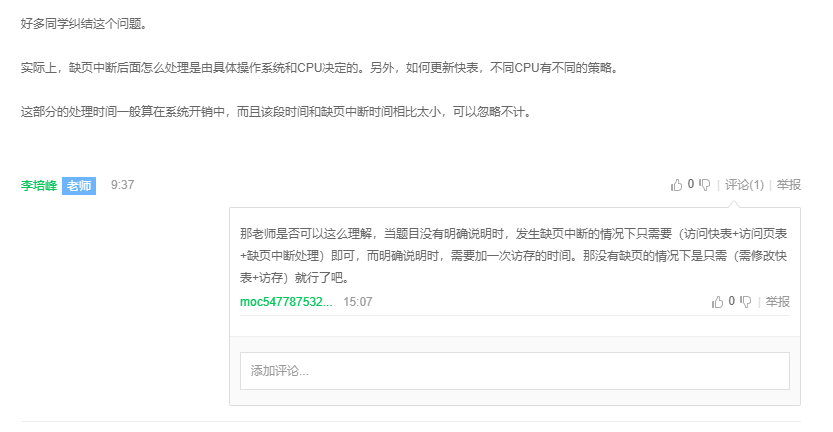 好多同学纠结这个问题。
实际上，缺页中断后面怎么处理是由具体操作系统和CPU决定的。另外，如何更新快表，不同CPU有不同的策略。
这部分的处理时间一般算在系统开销中，而且该段时间和缺页中断时间相比太小，可以忽略不计。
李培峰 老师 9:37 0 | 评论(1) | 举报
那老师是否可以这么理解，当题目没有明确说明时，发生缺页中断的情况下只需要（访问快表+访问页表
+缺页中断处理）即可，而明确说明时，需要加一次访存的时间。那没有缺页的情况下是只需（需修改快
表+访存）就行了吧。
moc547787532... 15:07 0 | 举报
添加评论...